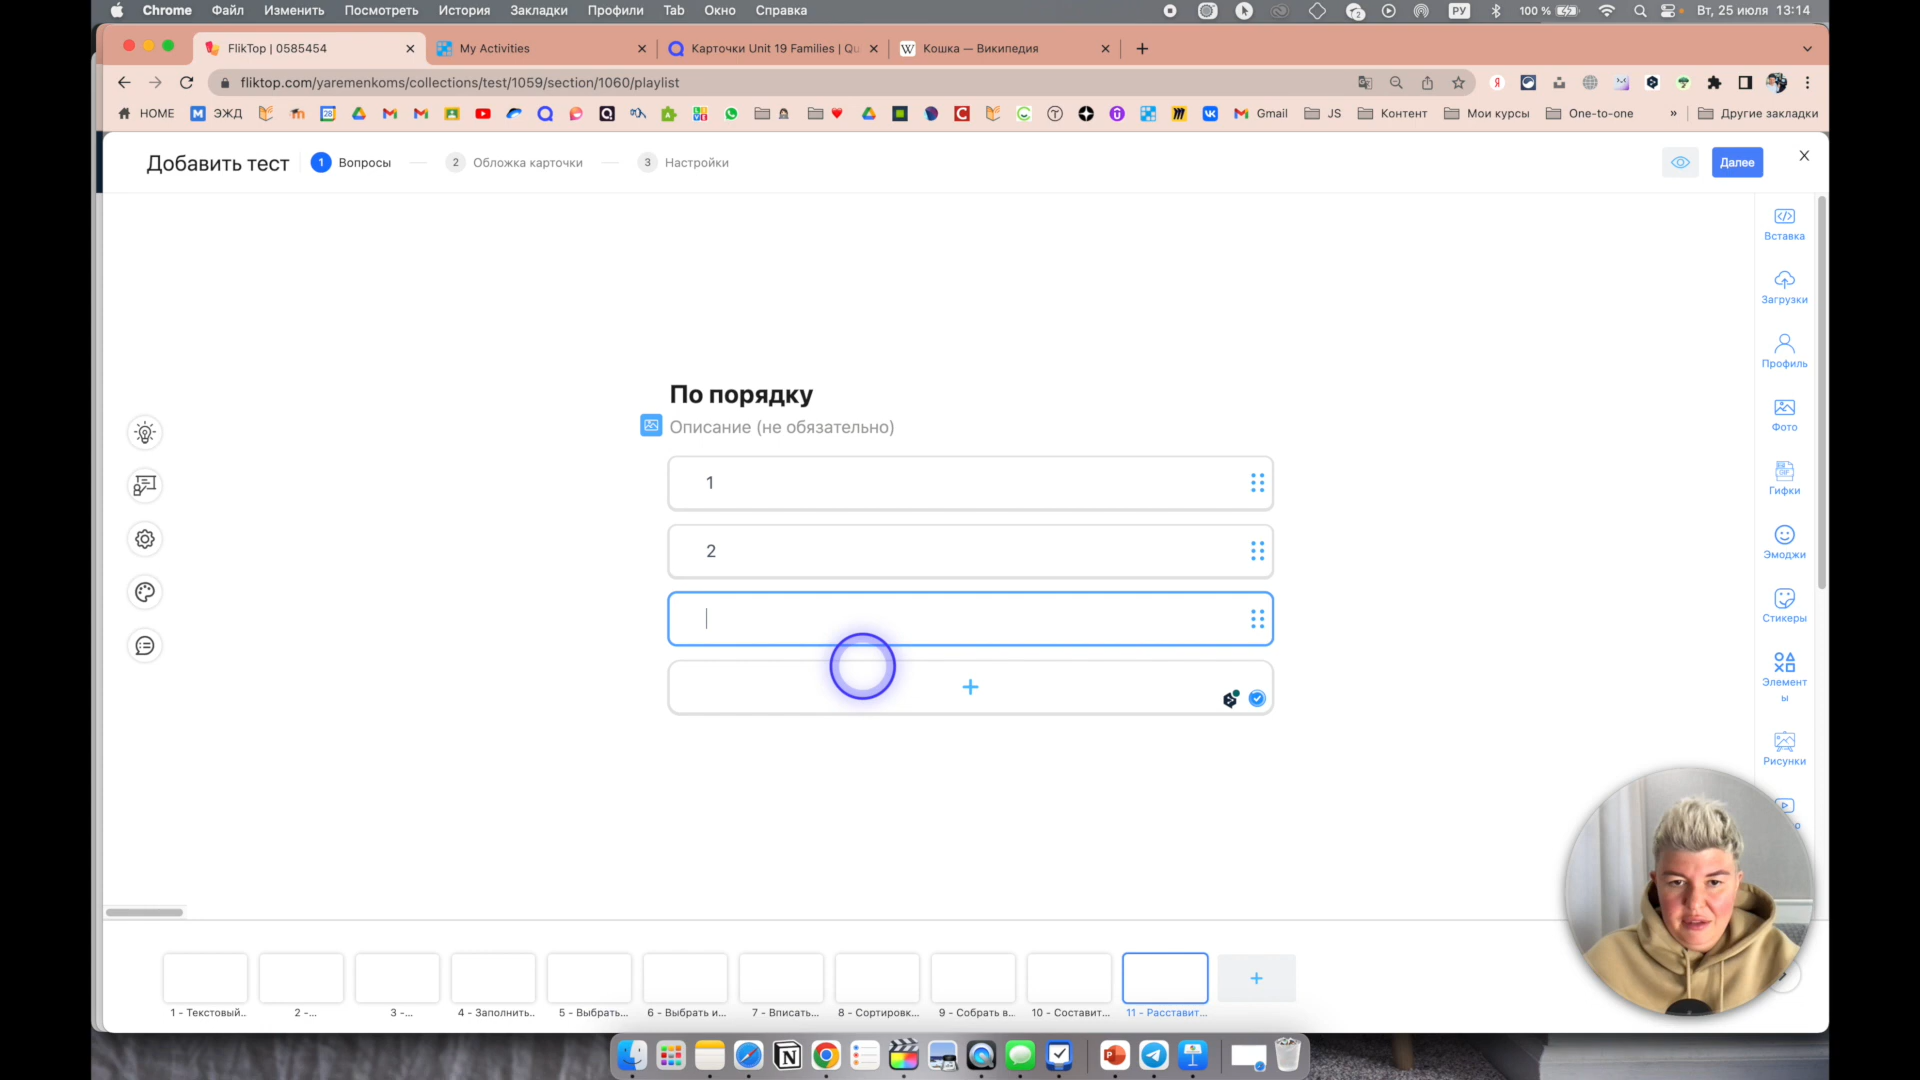 Chrome Файл Изменить Посмотреть История Закладки Профили Tab Окно Справка
РУ 100 % Вт, 25 июля 13:14
FlikTop | 0585454
My Activities
Карточки Unit 19 Families | Qu
Кошка — Википедия
fliktop.com/yaremenkoms/collections/test/1059/section/1060/playlist
HOME ЭЖД Gmail JS Контент Мои курсы One-to-one » Другие закладки
Добавить тест 1 Вопросы 2 Обложка карточки 3 Настройки Далее
Вставка
Загрузки
Профиль
Фото
Гифки
Эмоджи
Стикеры
Элемент
ы
Рисунки
По порядку
Описание (не обязательно)
1
2
1 - Текстовый.. 2 -... 3 -... 4 - Заполнить.. 5 - Выбрать... 6 - Выбрать и... 7 - Вписать... 8 - Сортировк... 9 - Собрать в... 10 - Составит... 11 - Расставит...